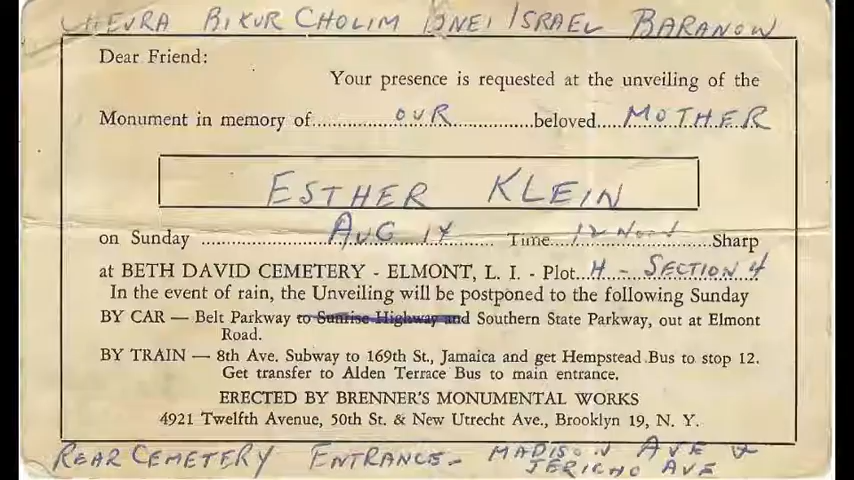 CHEVRA BIKUR CHOLIM BNEI ISRAEL BARANOW
Dear Friend:
Your presence is requested at the unveiling of the
Monument in memory of OUR beloved MOTHER
ESTHER KLEIN
on Sunday AUG 14 Time 12 NOON Sharp
at BETH DAVID CEMETERY - ELMONT, L. I. - Plot H - SECTION 4
In the event of rain, the Unveiling will be postponed to the following Sunday
BY CAR — Belt Parkway to Sunrise Highway and Southern State Parkway, out at Elmont
Road.
BY TRAIN — 8th Ave. Subway to 169th St., Jamaica and get Hempstead Bus to stop 12.
Get transfer to Alden Terrace Bus to main entrance.
ERECTED BY BRENNER'S MONUMENTAL WORKS
4921 Twelfth Avenue, 50th St. & New Utrecht Ave., Brooklyn 19, N. Y.
REAR CEMETERY ENTRANCE - MADISON AVE &
JERICHO AVE